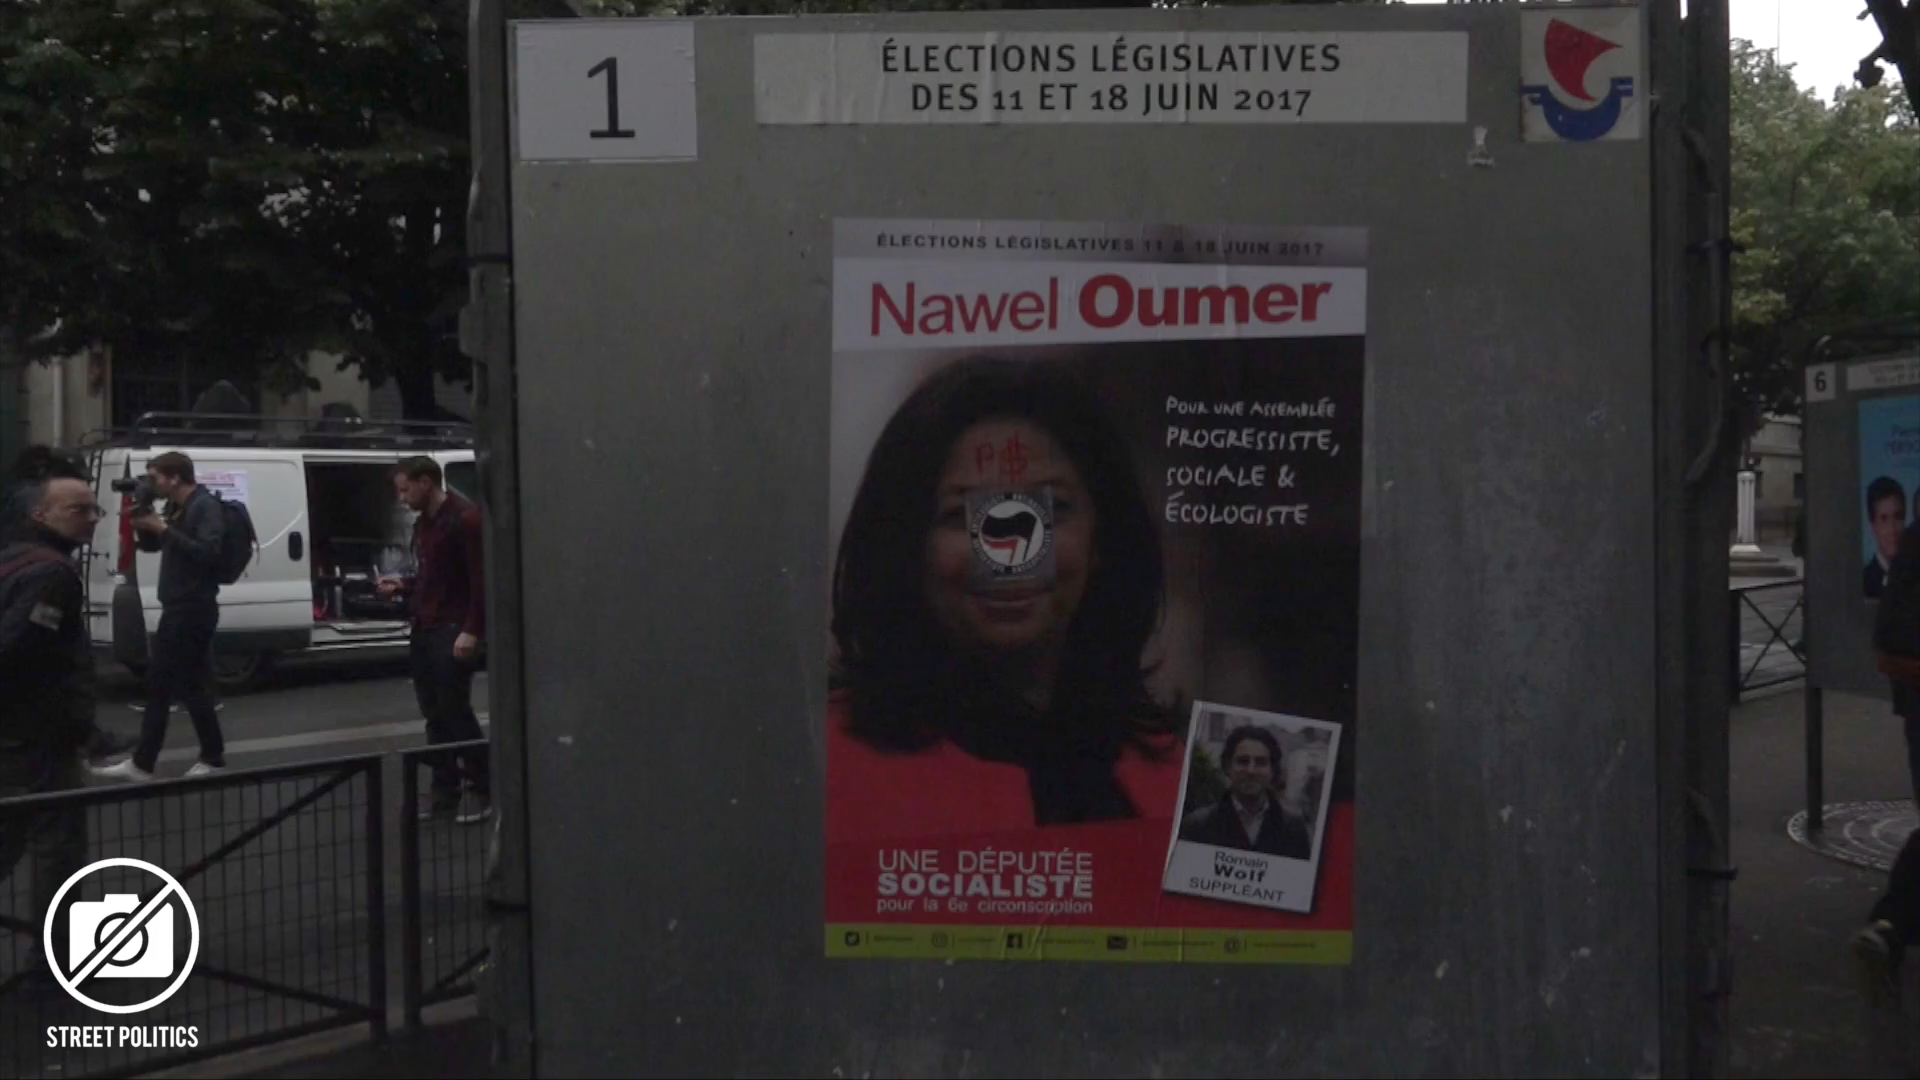 1
ÉLECTIONS LÉGISLATIVES
DES 11 ET 18 JUIN 2017
ÉLECTIONS LÉGISLATIVES 11 & 18 JUIN 2017
Nawel Oumer
POUR UNE ASSEMBLÉE
PROGRESSISTE,
SOCIALE &
ÉCOLOGISTE
P$
UNE DÉPUTÉE
SOCIALISTE
pour la 6e circonscription
Romain
Wolf
SUPPLÉANT
6
STREET POLITICS